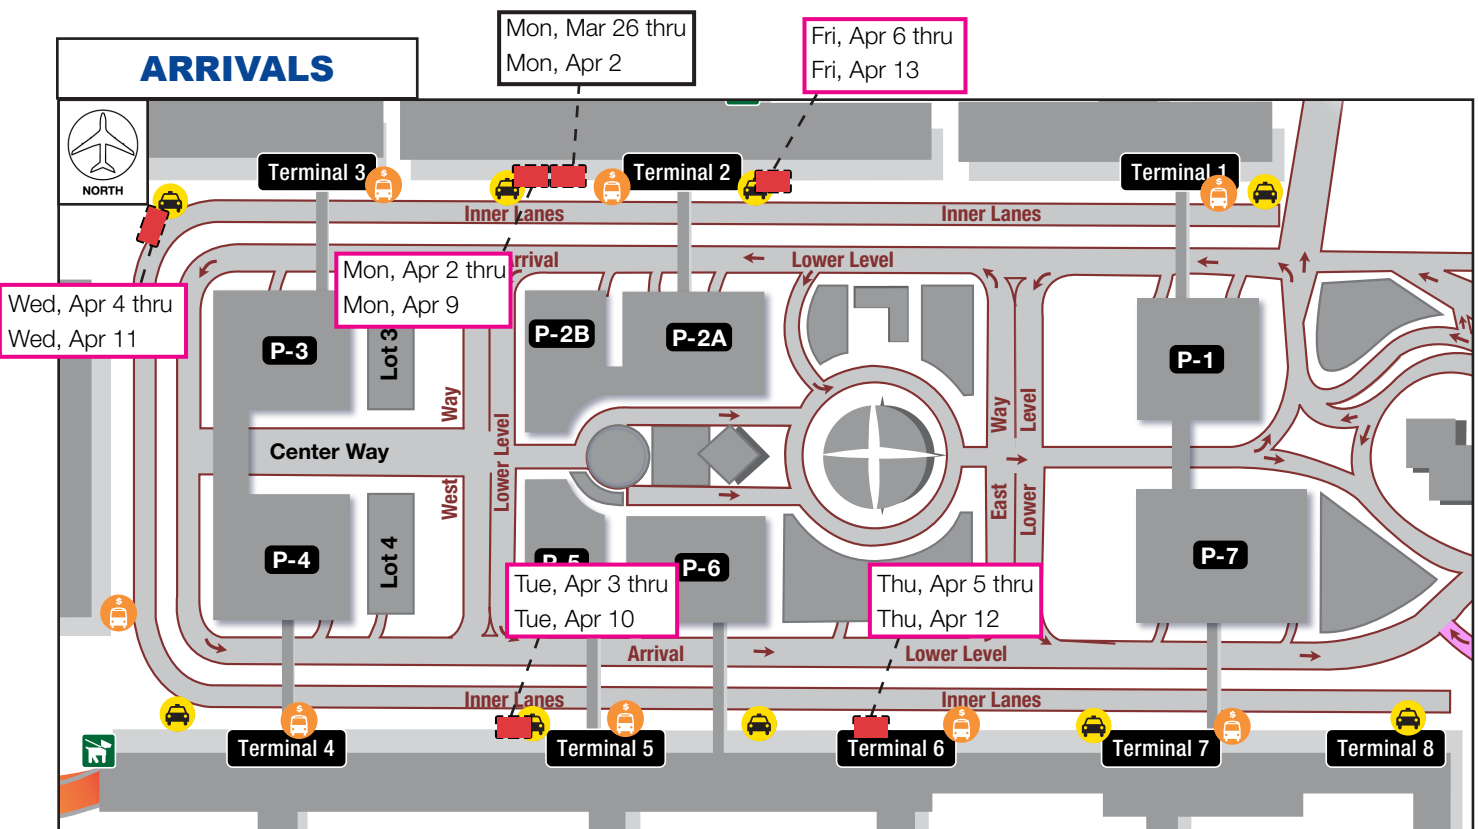 Mon, Mar 26 thru
Mon, Apr 2
Fri, Apr 6 thru
Fri, Apr 13
ARRIVALS
NORTH
Terminal 3
Terminal 2
Terminal 1
$
$
$
Inner Lanes
Inner Lanes
Arrival
Lower Level
Mon, Apr 2 thru
Mon, Apr 9
Wed, Apr 4 thru
Wed, Apr 11
P-3
Lot 3
P-2B
P-2A
P-1
West Way
Lower Level
East Way
Lower Level
Center Way
P-4
Lot 4
P-5
P-6
P-7
Tue, Apr 3 thru
Tue, Apr 10
Thu, Apr 5 thru
Thu, Apr 12
$
Arrival
Lower Level
Inner Lanes
Inner Lanes
$
$
$
$
Terminal 4
Terminal 5
Terminal 6
Terminal 7
Terminal 8